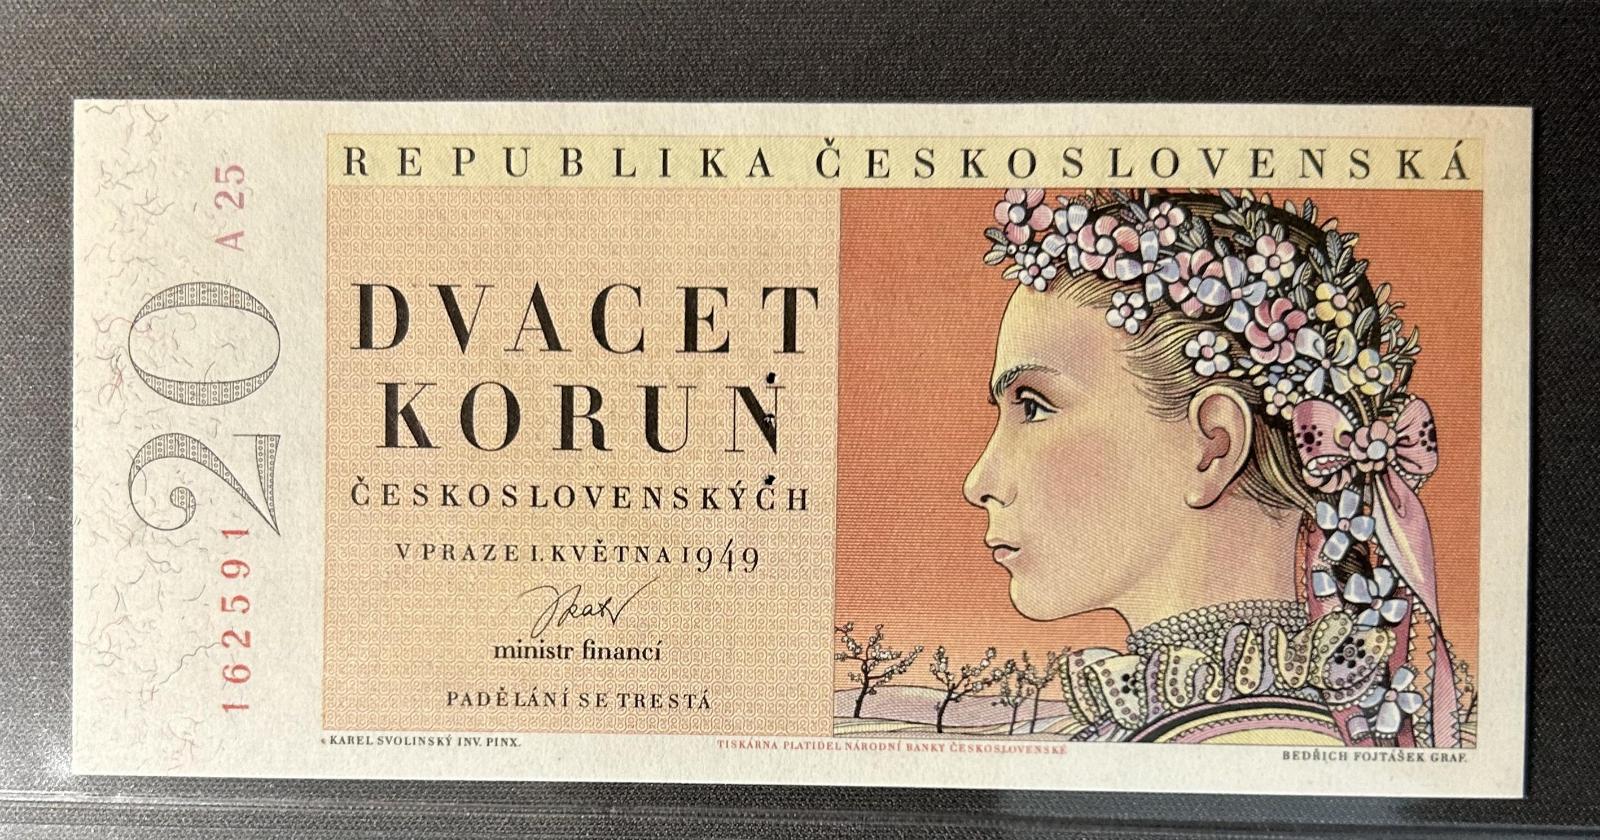 REPUBLIKA ČESKOSLOVENSKÁ
A 25
20
162591
DVACET
KORUN
ČESKOSLOVENSKÝCH
V PRAZE 1. KVĚTNA 1949
ministr financí
PADĚLÁNÍ SE TRESTÁ
KAREL SVOLINSKÝ INV. PINX.
TISKÁRNA PLATIDEL NÁRODNÍ BANKY ČESKOSLOVENSKÉ
BEDŘICH FOJTÁŠEK GRAF.